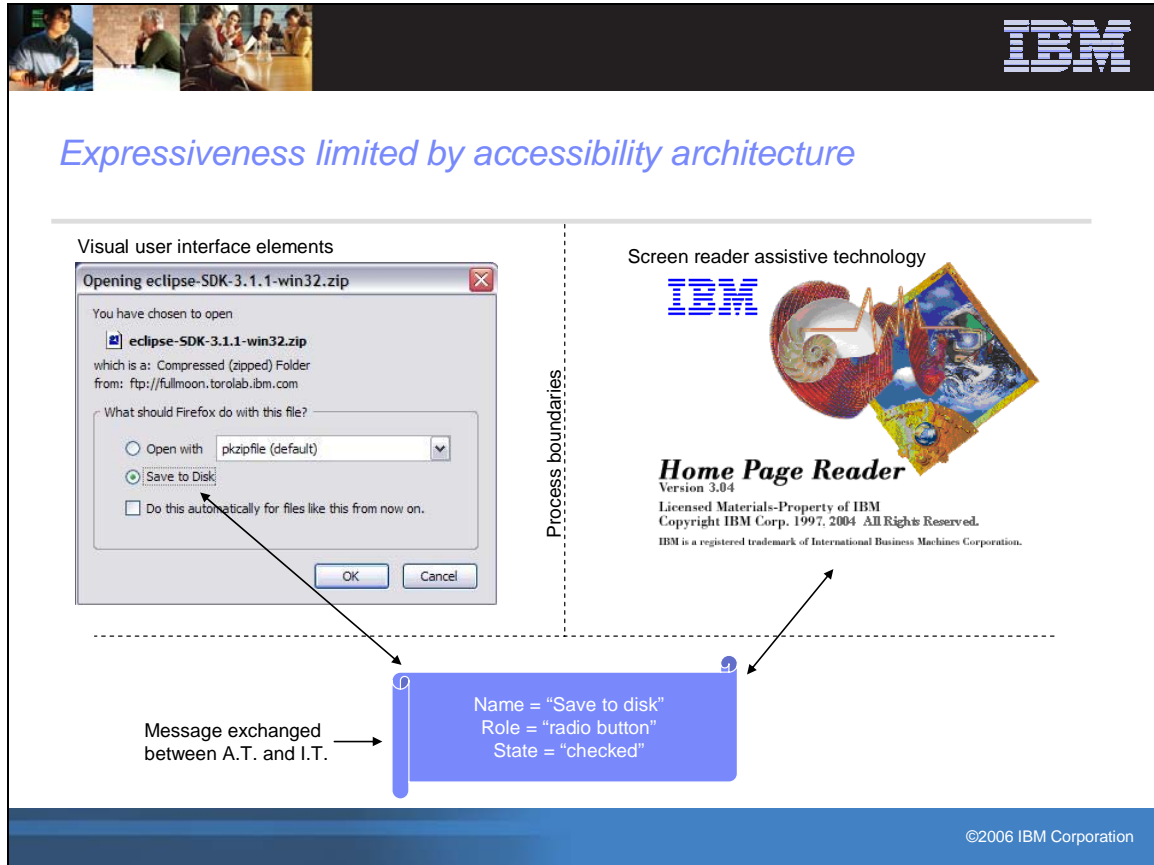 IBM
Expressiveness limited by accessibility architecture
Visual user interface elements
Opening eclipse-SDK-3.1.1-win32.zip
You have chosen to open
eclipse-SDK-3.1.1-win32.zip
which is a: Compressed (zipped) Folder
from: ftp://fullmoon.torolab.ibm.com
What should Firefox do with this file?
Open with pkzipfile (default)
Save to Disk
Do this automatically for files like this from now on.
OK Cancel
Process boundaries
Screen reader assistive technology
IBM
Home Page Reader
Version 3.04
Licensed Materials-Property of IBM
Copyright IBM Corp. 1997, 2004 All Rights Reserved.
IBM is a registered trademark of International Business Machines Corporation.
Message exchanged
between A.T. and I.T.
Name = “Save to disk”
Role = “radio button”
State = “checked”
©2006 IBM Corporation